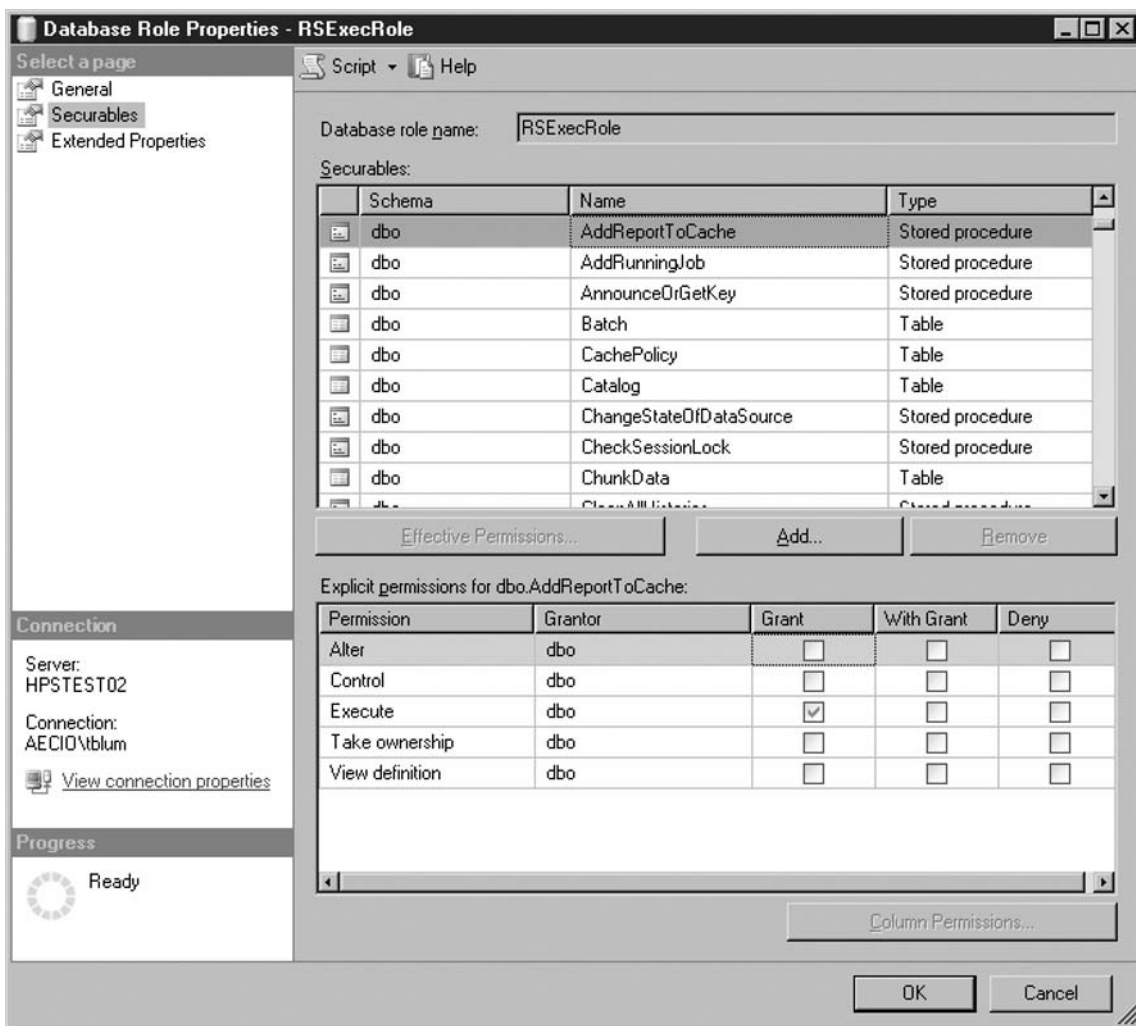 Database Role Properties - RSExecRole
Select a page
General
Securables
Extended Properties
Script Help
Database role name: RSExecRole
Securables:
Schema Name Type
dbo AddReportToCache Stored procedure
dbo AddRunningJob Stored procedure
dbo AnnounceOrGetKey Stored procedure
dbo Batch Table
dbo CachePolicy Table
dbo Catalog Table
dbo ChangeStateOfDataSource Stored procedure
dbo CheckSessionLock Stored procedure
dbo ChunkData Table
Effective Permissions... Add... Remove
Explicit permissions for dbo.AddReportToCache:
Permission Grantor Grant With Grant Deny
Alter dbo
Control dbo
Execute dbo
Take ownership dbo
View definition dbo
Column Permissions...
Connection
Server:
HPSTEST02
Connection:
AECIO\tblum
View connection properties
Progress
Ready
OK Cancel